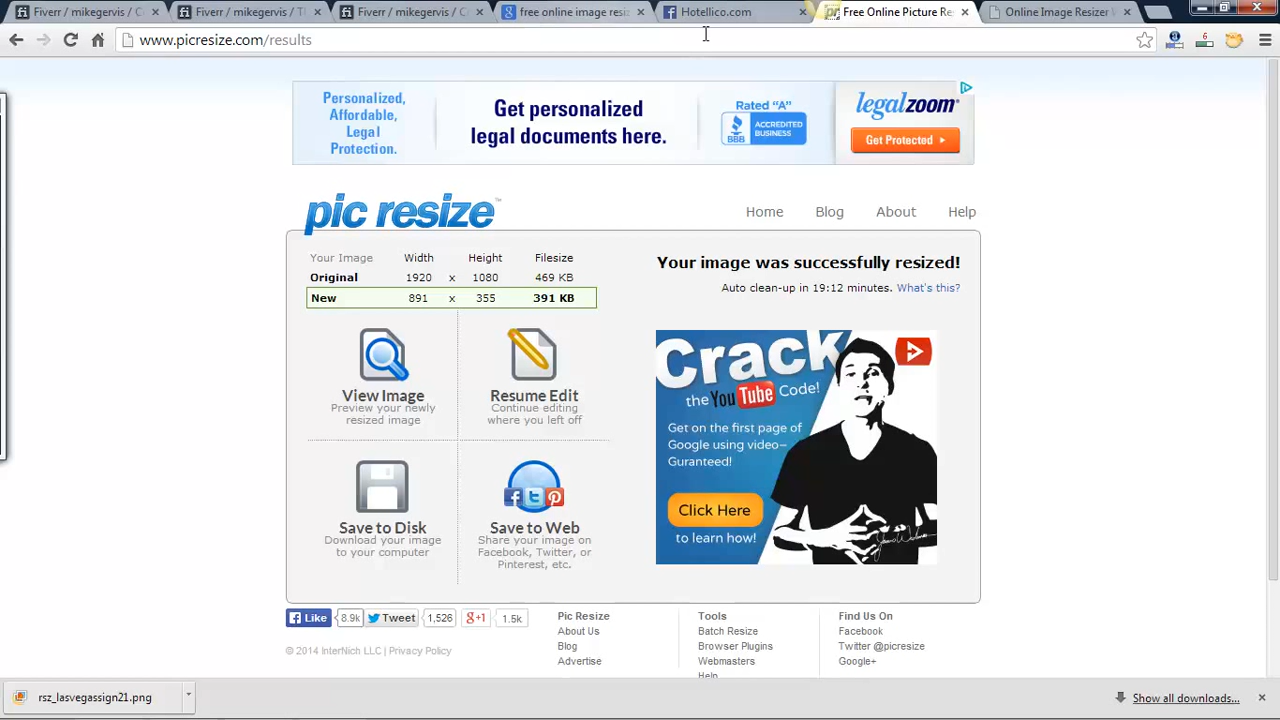 Fiverr / mikegervis / C
Fiverr / mikegervis / T
Fiverr / mikegervis / C
free online image resi
Hotellico.com
Free Online Picture Re
Online Image Resizer
www.picresize.com/results
6
Personalized,
Affordable,
Legal
Protection.
Get personalized
legal documents here.
Rated “A”
BBB
ACCREDITED
BUSINESS
legalzoom
Get Protected
pic resize™
Home Blog About Help
Your Image Width Height Filesize
Original 1920 x 1080 469 KB
New 891 x 355 391 KB
Your image was successfully resized!
Auto clean-up in 19:12 minutes. What's this?
View Image
Preview your newly
resized image
Resume Edit
Continue editing
where you left off
Save to Disk
Download your image
to your computer
Save to Web
Share your image on
Facebook, Twitter, or
Pinterest, etc.
Crack
the YouTube Code!
Get on the first page of
Google using video–
Guranteed!
Click Here
to learn how!
Like 8.9k Tweet 1,526 g+1 1.5k
© 2014 InterNich LLC | Privacy Policy
Pic Resize
About Us
Blog
Advertise
Tools
Batch Resize
Browser Plugins
Webmasters
Help
Find Us On
Facebook
Twitter @picresize
Google+
rsz_lasvegassign21.png
Show all downloads...